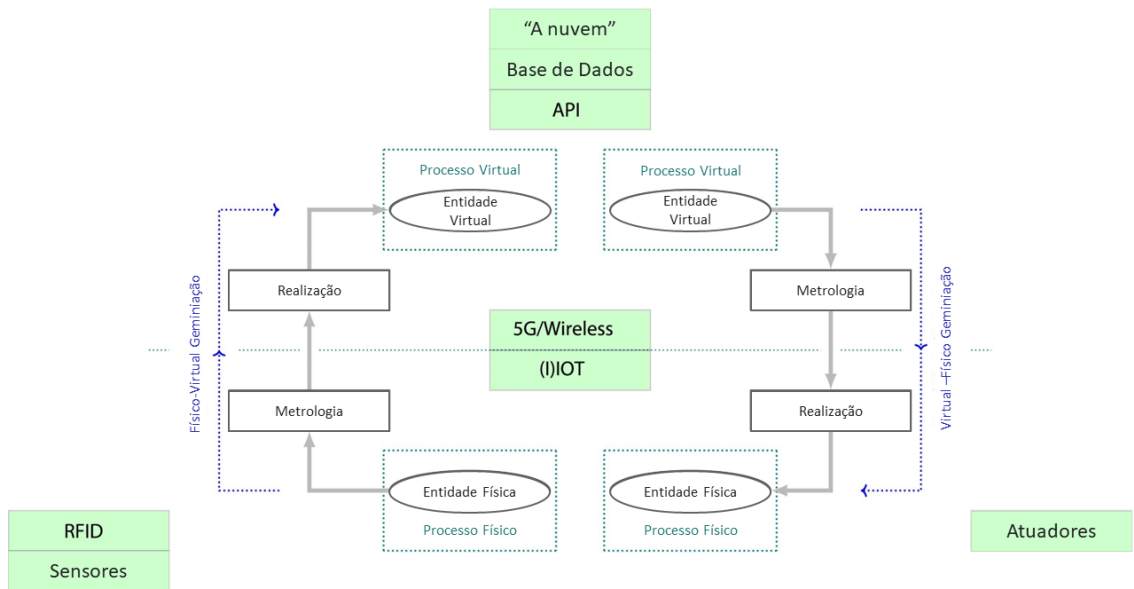 “A nuvem”
Base de Dados
API
Processo Virtual
Entidade
Virtual
Processo Virtual
Entidade
Virtual
Realização
Metrologia
Físico-Virtual Geminiação
5G/Wireless
(I)IOT
Virtual –Físico Geminiação
Metrologia
Realização
Entidade Física
Processo Físico
Entidade Física
Processo Físico
RFID
Sensores
Atuadores